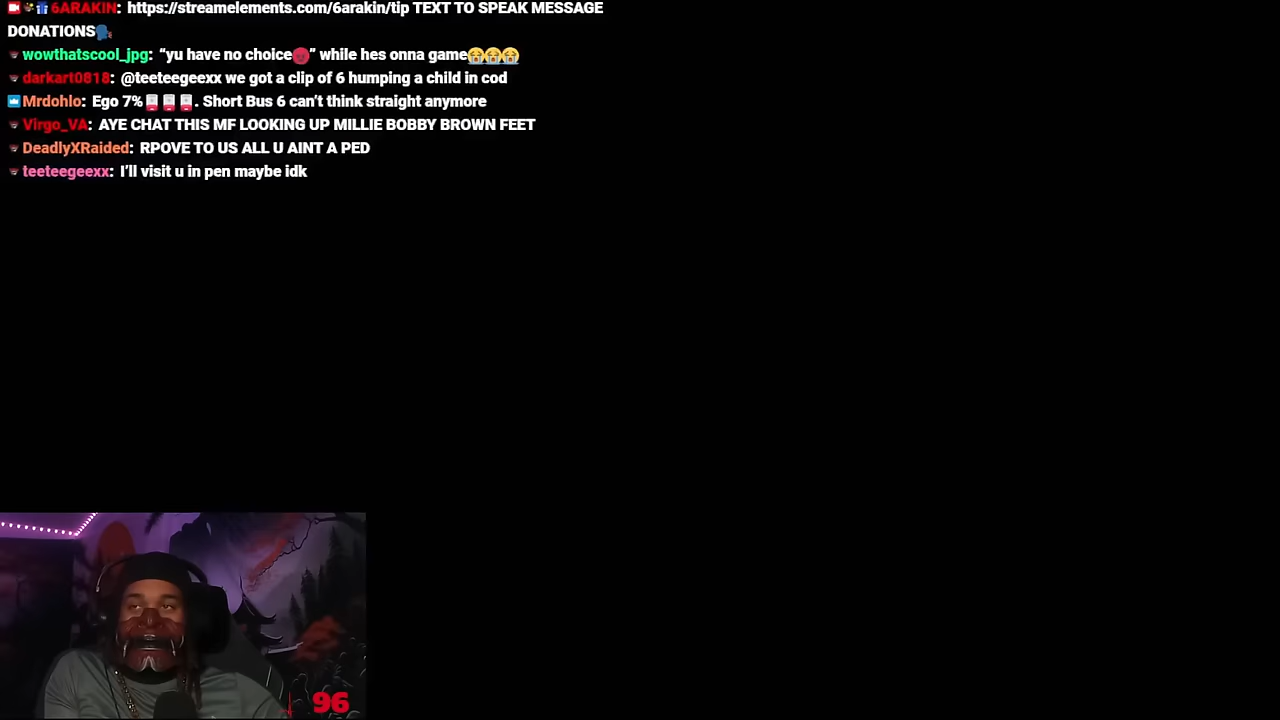 6ARAKIN: https://streamelements.com/6arakin/tip TEXT TO SPEAK MESSAGE
DONATIONS🗣️
wowthatscool_jpg: “yu have no choice👹” while hes onna game😭😭😭
darkart0818: @teeteegeexx we got a clip of 6 humping a child in cod
Mrdohlo: Ego 7%🪫🪫🪫. Short Bus 6 can’t think straight anymore
Virgo_VA: AYE CHAT THIS MF LOOKING UP MILLIE BOBBY BROWN FEET
DeadlyXRaided: RPOVE TO US ALL U AINT A PED
teeteegeexx: I’ll visit u in pen maybe idk
96